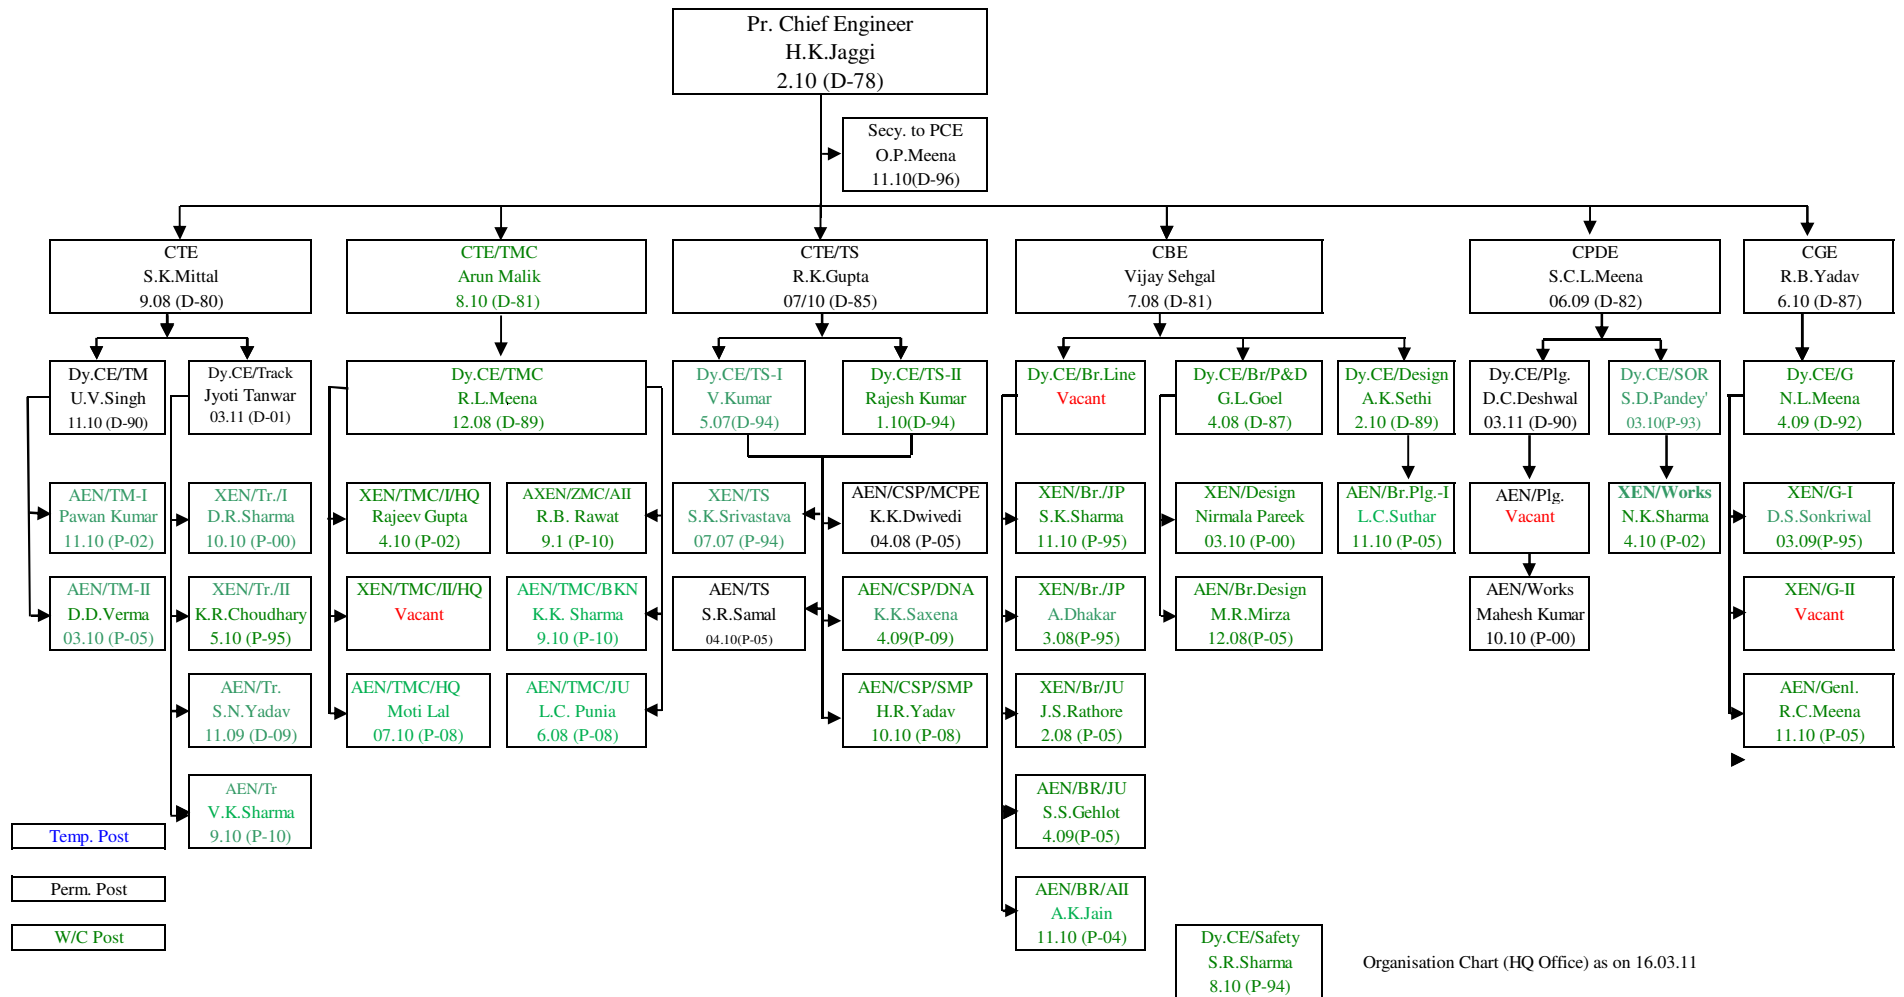 Pr. Chief Engineer
H.K.Jaggi
2.10 (D-78)
Secy. to PCE
O.P.Meena
11.10(D-96)
CTE
S.K.Mittal
9.08 (D-80)
CTE/TMC
Arun Malik
8.10 (D-81)
CTE/TS
R.K.Gupta
07/10 (D-85)
CBE
Vijay Sehgal
7.08 (D-81)
CPDE
S.C.L.Meena
06.09 (D-82)
CGE
R.B.Yadav
6.10 (D-87)
Dy.CE/TM
U.V.Singh
11.10 (D-90)
Dy.CE/Track
Jyoti Tanwar
03.11 (D-01)
Dy.CE/TMC
R.L.Meena
12.08 (D-89)
Dy.CE/TS-I
V.Kumar
5.07(D-94)
Dy.CE/TS-II
Rajesh Kumar
1.10(D-94)
Dy.CE/Br.Line
Vacant
Dy.CE/Br/P&D
G.L.Goel
4.08 (D-87)
Dy.CE/Design
A.K.Sethi
2.10 (D-89)
Dy.CE/Plg.
D.C.Deshwal
03.11 (D-90)
Dy.CE/SOR
S.D.Pandey'
03.10(P-93)
Dy.CE/G
N.L.Meena
4.09 (D-92)
AEN/TM-I
Pawan Kumar
11.10 (P-02)
XEN/Tr./I
D.R.Sharma
10.10 (P-00)
XEN/TMC/I/HQ
Rajeev Gupta
4.10 (P-02)
AXEN/ZMC/AII
R.B. Rawat
9.1 (P-10)
XEN/TS
S.K.Srivastava
07.07 (P-94)
AEN/CSP/MCPE
K.K.Dwivedi
04.08 (P-05)
XEN/Br./JP
S.K.Sharma
11.10 (P-95)
XEN/Design
Nirmala Pareek
03.10 (P-00)
AEN/Br.Plg.-I
L.C.Suthar
11.10 (P-05)
AEN/Plg.
Vacant
XEN/Works
N.K.Sharma
4.10 (P-02)
XEN/G-I
D.S.Sonkriwal
03.09(P-95)
AEN/TM-II
D.D.Verma
03.10 (P-05)
XEN/Tr./II
K.R.Choudhary
5.10 (P-95)
XEN/TMC/II/HQ
Vacant
AEN/TMC/BKN
K.K. Sharma
9.10 (P-10)
AEN/TS
S.R.Samal
04.10(P-05)
AEN/CSP/DNA
K.K.Saxena
4.09(P-09)
XEN/Br./JP
A.Dhakar
3.08(P-95)
AEN/Br.Design
M.R.Mirza
12.08(P-05)
AEN/Works
Mahesh Kumar
10.10 (P-00)
XEN/G-II
Vacant
AEN/Tr.
S.N.Yadav
11.09 (D-09)
AEN/TMC/HQ
Moti Lal
07.10 (P-08)
AEN/TMC/JU
L.C. Punia
6.08 (P-08)
AEN/CSP/SMP
H.R.Yadav
10.10 (P-08)
XEN/Br/JU
J.S.Rathore
2.08 (P-05)
AEN/Genl.
R.C.Meena
11.10 (P-05)
AEN/Tr
V.K.Sharma
9.10 (P-10)
AEN/BR/JU
S.S.Gehlot
4.09(P-05)
Temp. Post
Perm. Post
W/C Post
AEN/BR/AII
A.K.Jain
11.10 (P-04)
Dy.CE/Safety
S.R.Sharma
8.10 (P-94)
Organisation Chart (HQ Office) as on 16.03.11